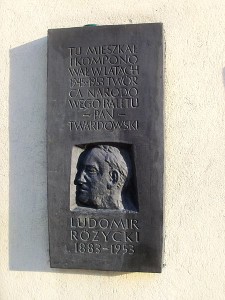 TU MIESZKAŁ
I KOMPONO
WAŁ W LATACH
TWÓR
CA NARODO
WEGO BALETU
– PAN –
TWARDOWSKI
LUDOMIR
RÓŻYCKI
1883–1953